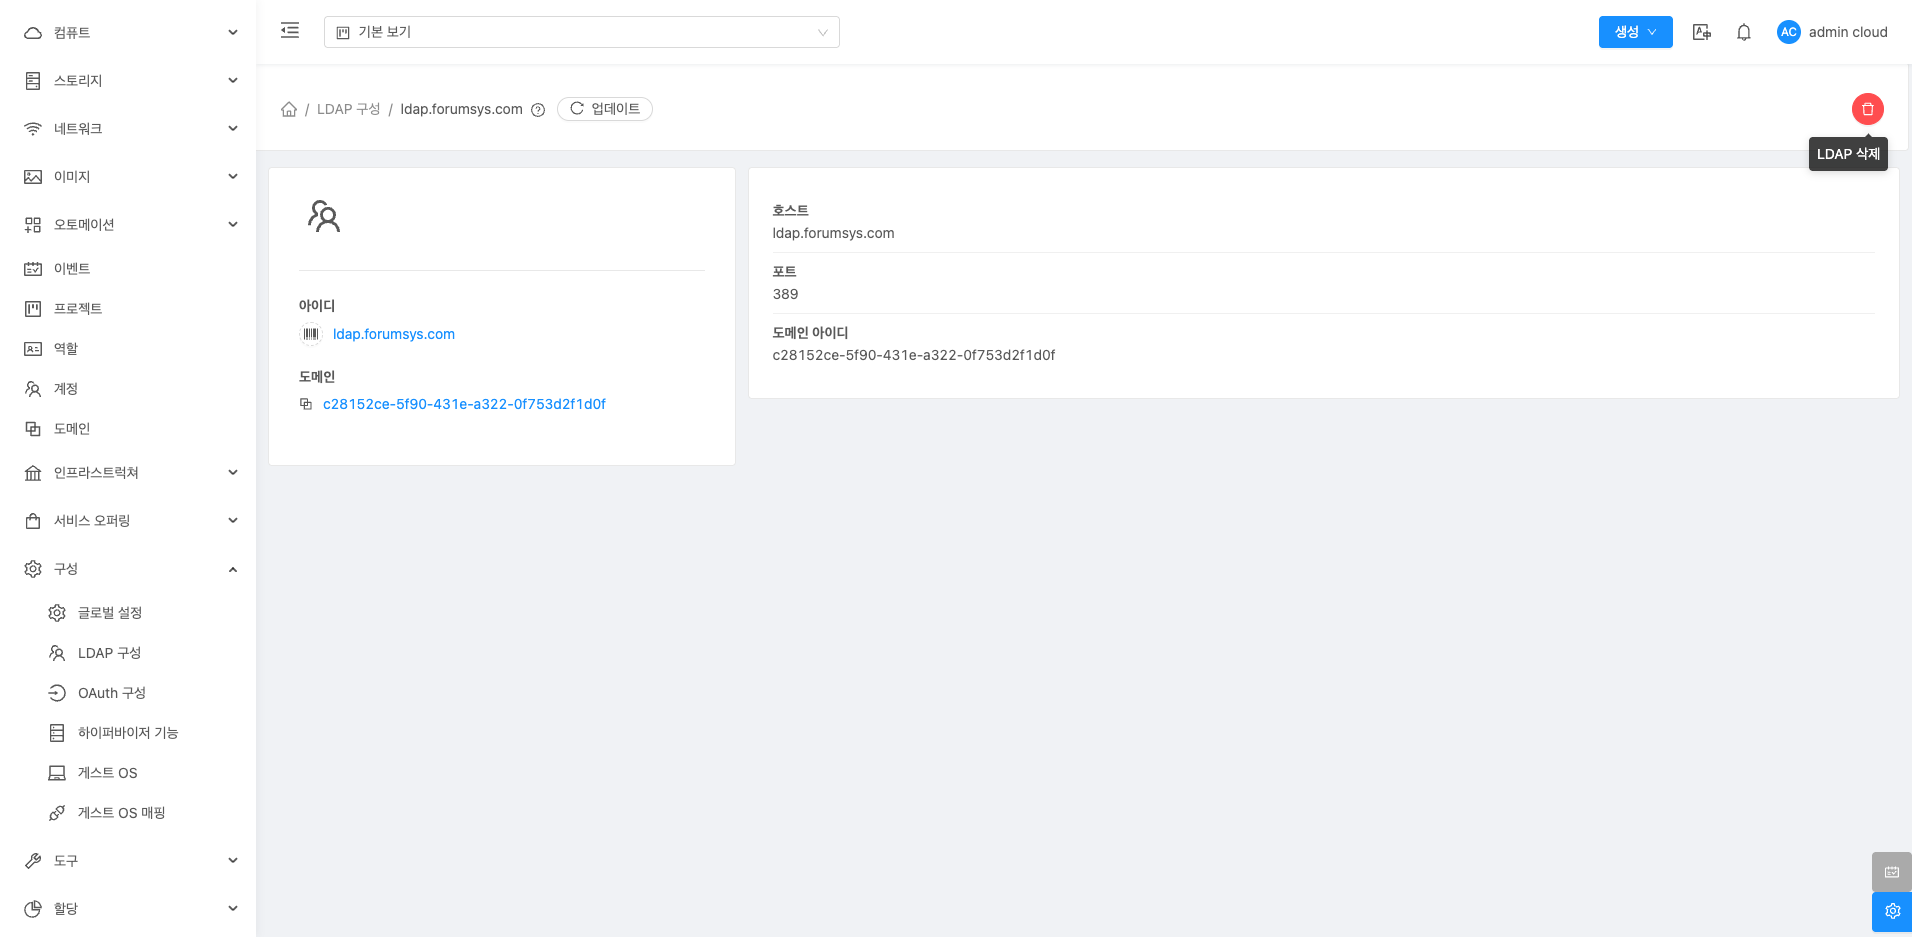 컴퓨트
스토리지
네트워크
이미지
오토메이션
이벤트
프로젝트
역할
계정
도메인
인프라스트럭쳐
서비스 오퍼링
구성
글로벌 설정
LDAP 구성
OAuth 구성
하이퍼바이저 기능
게스트 OS
게스트 OS 매핑
도구
할당
기본 보기
생성
AC admin cloud
/ LDAP 구성 / ldap.forumsys.com 업데이트
LDAP 삭제
아이디
ldap.forumsys.com
도메인
c28152ce-5f90-431e-a322-0f753d2f1d0f
호스트
ldap.forumsys.com
포트
389
도메인 아이디
c28152ce-5f90-431e-a322-0f753d2f1d0f